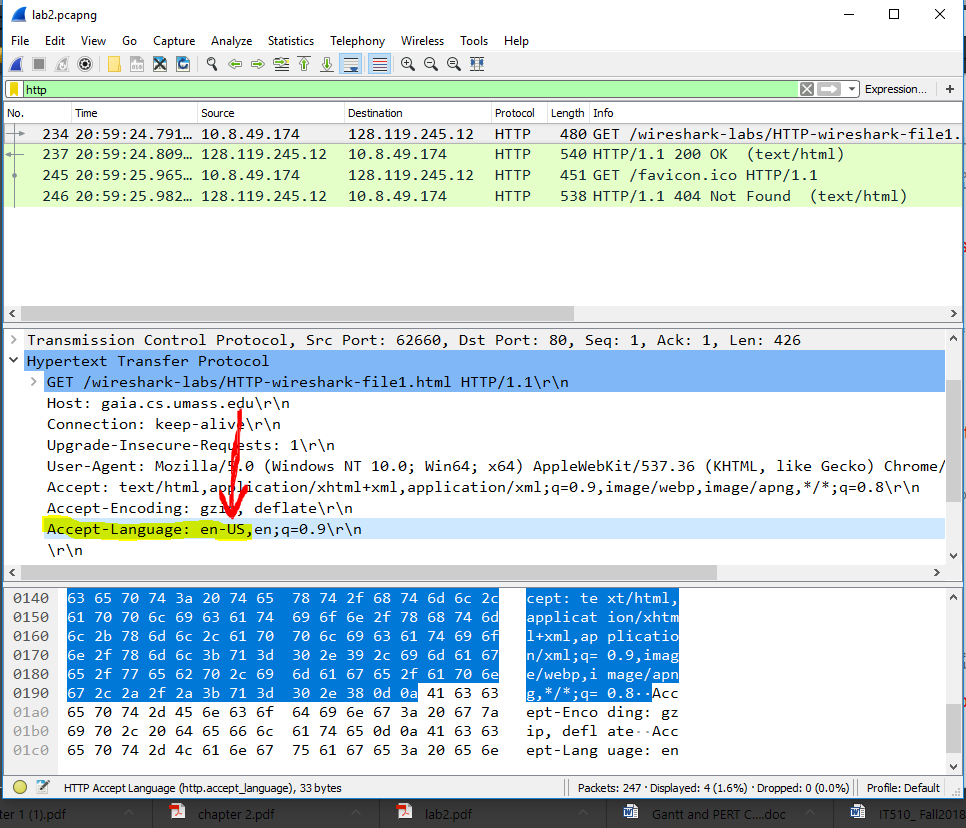 lab2.pcapng
File Edit View Go Capture Analyze Statistics Telephony Wireless Tools Help
http Expression... +
No. Time Source Destination Protocol Length Info
234 20:59:24.791… 10.8.49.174 128.119.245.12 HTTP 480 GET /wireshark-labs/HTTP-wireshark-file1.
237 20:59:24.809… 128.119.245.12 10.8.49.174 HTTP 540 HTTP/1.1 200 OK (text/html)
245 20:59:25.965… 10.8.49.174 128.119.245.12 HTTP 451 GET /favicon.ico HTTP/1.1
246 20:59:25.982… 128.119.245.12 10.8.49.174 HTTP 538 HTTP/1.1 404 Not Found (text/html)
Transmission Control Protocol, Src Port: 62660, Dst Port: 80, Seq: 1, Ack: 1, Len: 426
Hypertext Transfer Protocol
GET /wireshark-labs/HTTP-wireshark-file1.html HTTP/1.1\r\n
Host: gaia.cs.umass.edu\r\n
Connection: keep-alive\r\n
Upgrade-Insecure-Requests: 1\r\n
User-Agent: Mozilla/5.0 (Windows NT 10.0; Win64; x64) AppleWebKit/537.36 (KHTML, like Gecko) Chrome/
Accept: text/html,application/xhtml+xml,application/xml;q=0.9,image/webp,image/apng,*/*;q=0.8\r\n
Accept-Encoding: gzip, deflate\r\n
Accept-Language: en-US,en;q=0.9\r\n
\r\n
0140 63 65 70 74 3a 20 74 65 78 74 2f 68 74 6d 6c 2c cept: te xt/html,
0150 61 70 70 6c 69 63 61 74 69 6f 6e 2f 78 68 74 6d applicat ion/xhtm
0160 6c 2b 78 6d 6c 2c 61 70 70 6c 69 63 61 74 69 6f l+xml,ap plicatio
0170 6e 2f 78 6d 6c 3b 71 3d 30 2e 39 2c 69 6d 61 67 n/xml;q= 0.9,imag
0180 65 2f 77 65 62 70 2c 69 6d 61 67 65 2f 61 70 6e e/webp,i mage/apn
0190 67 2c 2a 2f 2a 3b 71 3d 30 2e 38 0d 0a 41 63 63 g,*/*;q= 0.8··Acc
01a0 65 70 74 2d 45 6e 63 6f 64 69 6e 67 3a 20 67 7a ept-Enco ding: gz
01b0 69 70 2c 20 64 65 66 6c 61 74 65 0d 0a 41 63 63 ip, defl ate··Acc
01c0 65 70 74 2d 4c 61 6e 67 75 61 67 65 3a 20 65 6e ept-Lang uage: en
HTTP Accept Language (http.accept_language), 33 bytes Packets: 247 · Displayed: 4 (1.6%) · Dropped: 0 (0.0%) Profile: Default
ter 1 (1).pdf chapter 2.pdf lab2.pdf Gantt and PERT C....doc IT510_ Fall2018